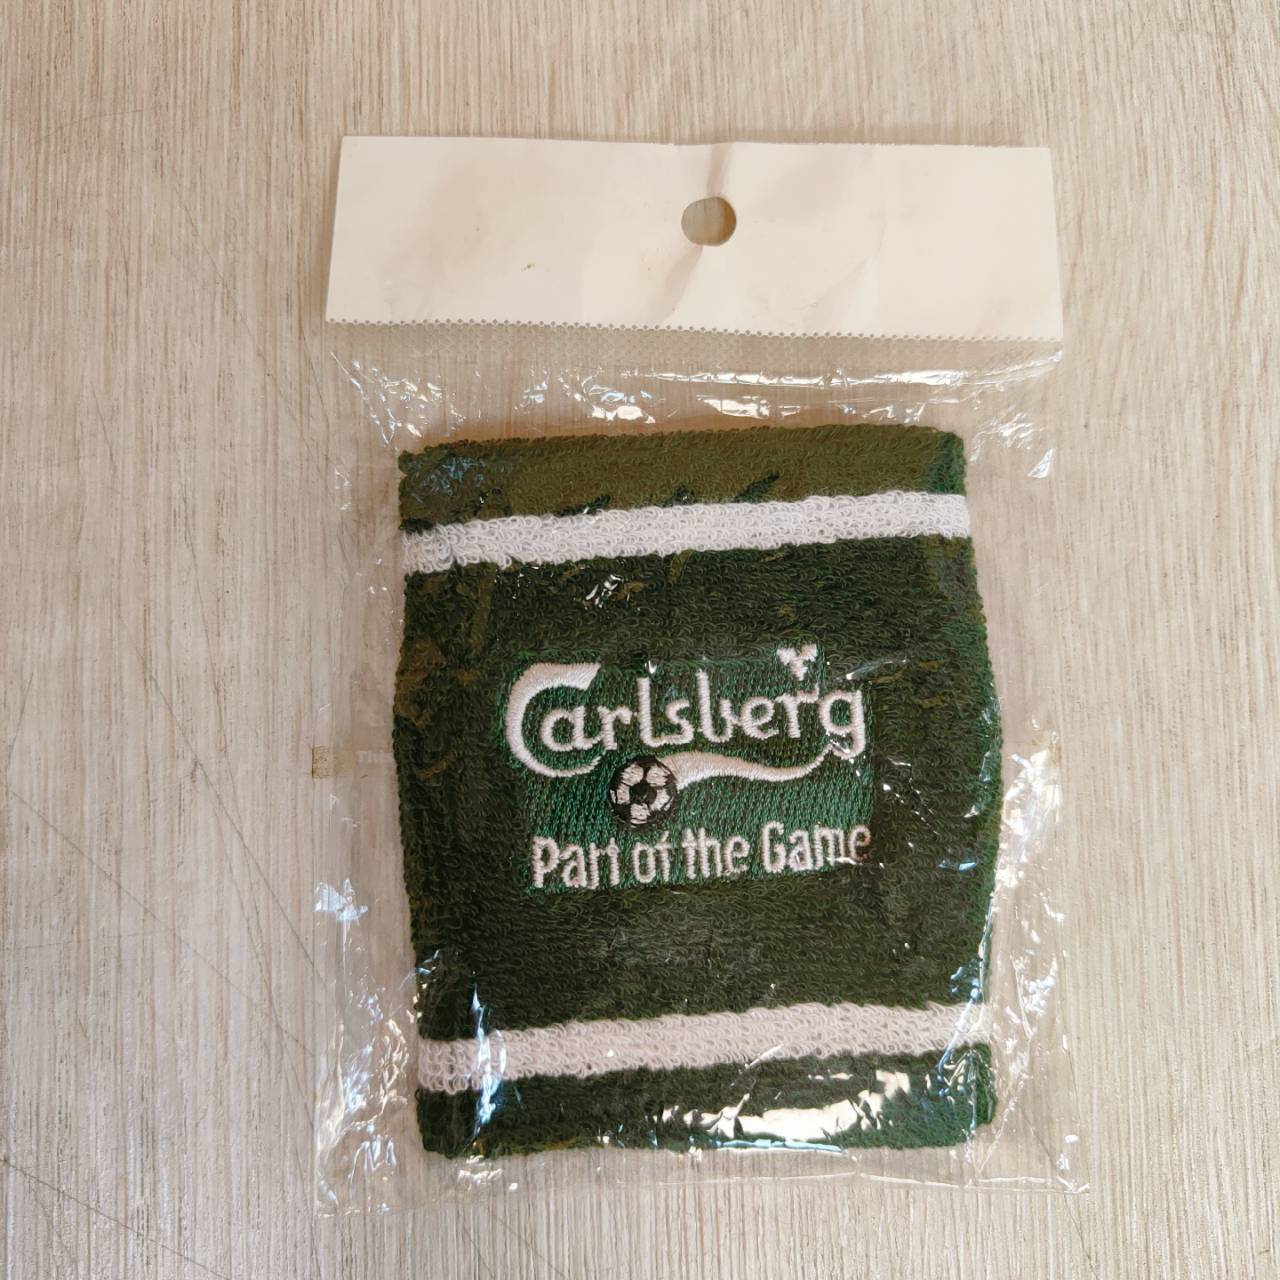 Carlsberg
Part of the Game